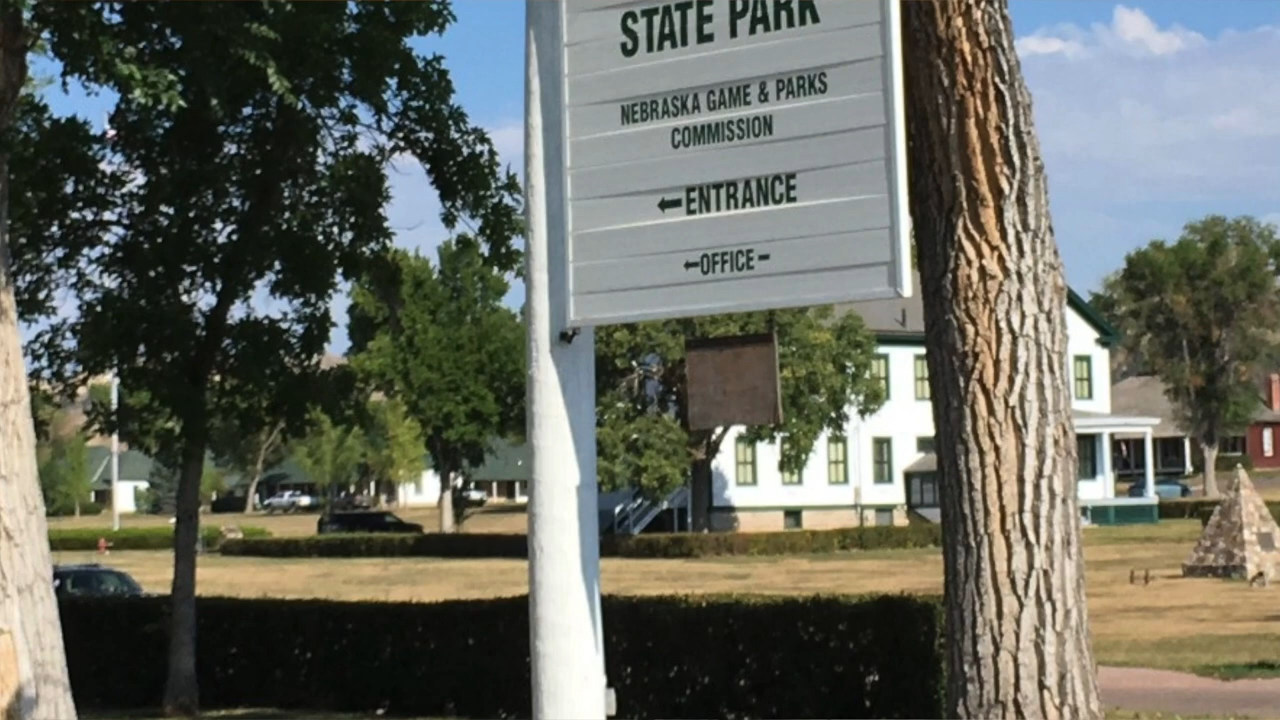 STATE PARK
NEBRASKA GAME & PARKS
COMMISSION
←ENTRANCE
←OFFICE-